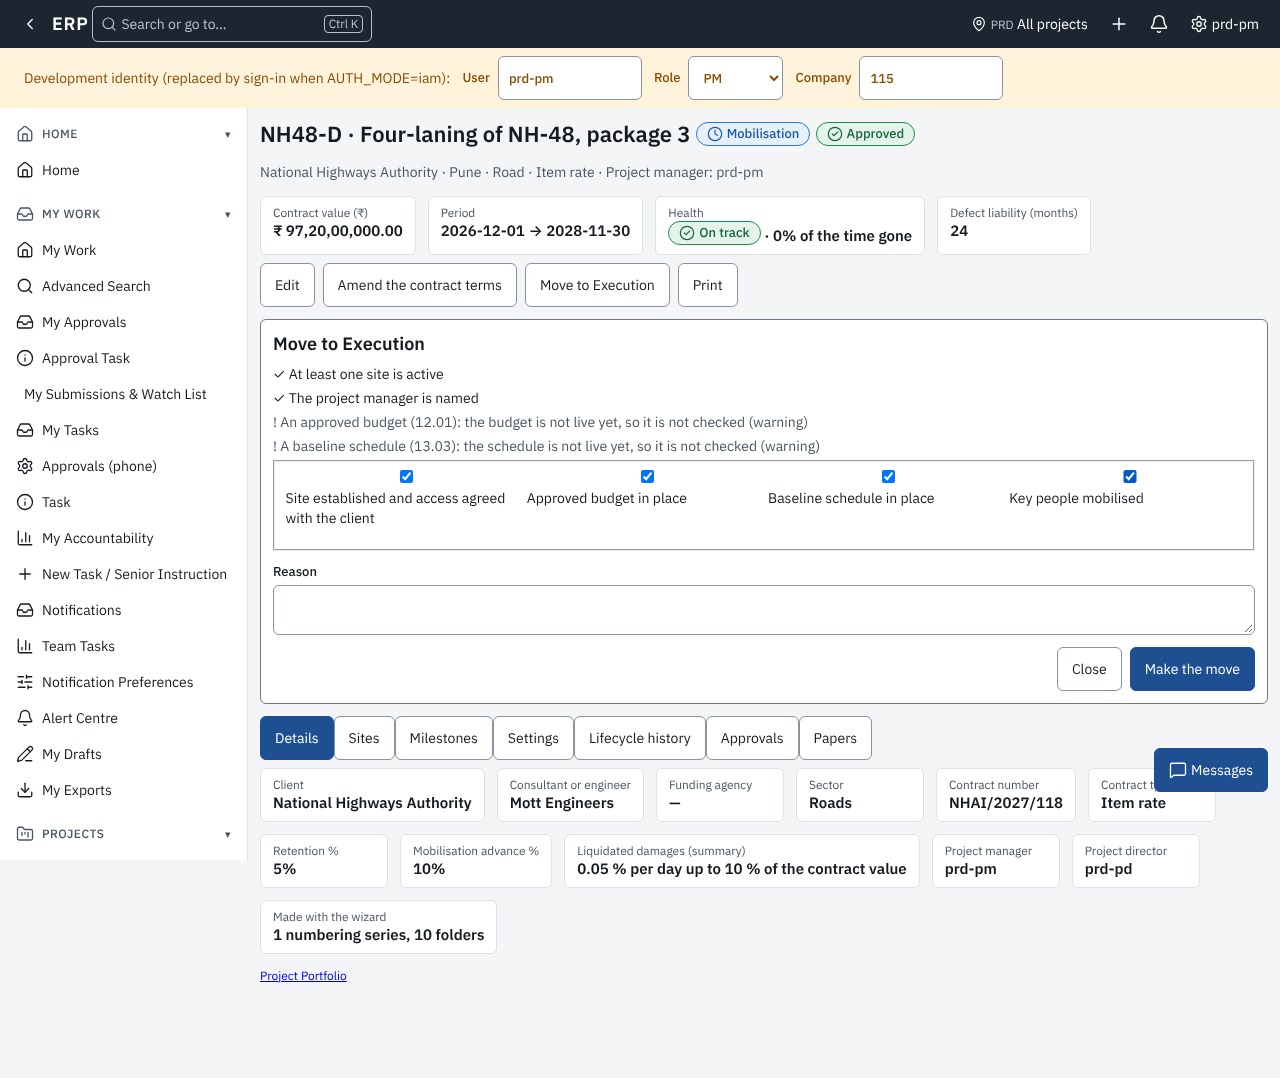 ERP
Search or go to...
Ctrl K
PRD All projects
prd-pm
Development identity (replaced by sign-in when AUTH_MODE=iam):
User
prd-pm
Role
PM
Company
115
HOME
Home
MY WORK
My Work
Advanced Search
My Approvals
Approval Task
My Submissions & Watch List
My Tasks
Approvals (phone)
Task
My Accountability
New Task / Senior Instruction
Notifications
Team Tasks
Notification Preferences
Alert Centre
My Drafts
My Exports
PROJECTS
NH48-D · Four-laning of NH-48, package 3
Mobilisation
Approved
National Highways Authority · Pune · Road · Item rate · Project manager: prd-pm
Contract value (₹)
₹ 97,20,00,000.00
Period
2026-12-01 → 2028-11-30
Health
On track · 0% of the time gone
Defect liability (months)
24
Edit
Amend the contract terms
Move to Execution
Print
Move to Execution
✓ At least one site is active
✓ The project manager is named
! An approved budget (12.01): the budget is not live yet, so it is not checked (warning)
! A baseline schedule (13.03): the schedule is not live yet, so it is not checked (warning)
Site established and access agreed
with the client
Approved budget in place
Baseline schedule in place
Key people mobilised
Reason
Close
Make the move
Details
Sites
Milestones
Settings
Lifecycle history
Approvals
Papers
Messages
Client
National Highways Authority
Consultant or engineer
Mott Engineers
Funding agency
—
Sector
Roads
Contract number
NHAI/2027/118
Contract
Item rate
Retention %
5%
Mobilisation advance %
10%
Liquidated damages (summary)
0.05 % per day up to 10 % of the contract value
Project manager
prd-pm
Project director
prd-pd
Made with the wizard
1 numbering series, 10 folders
Project Portfolio